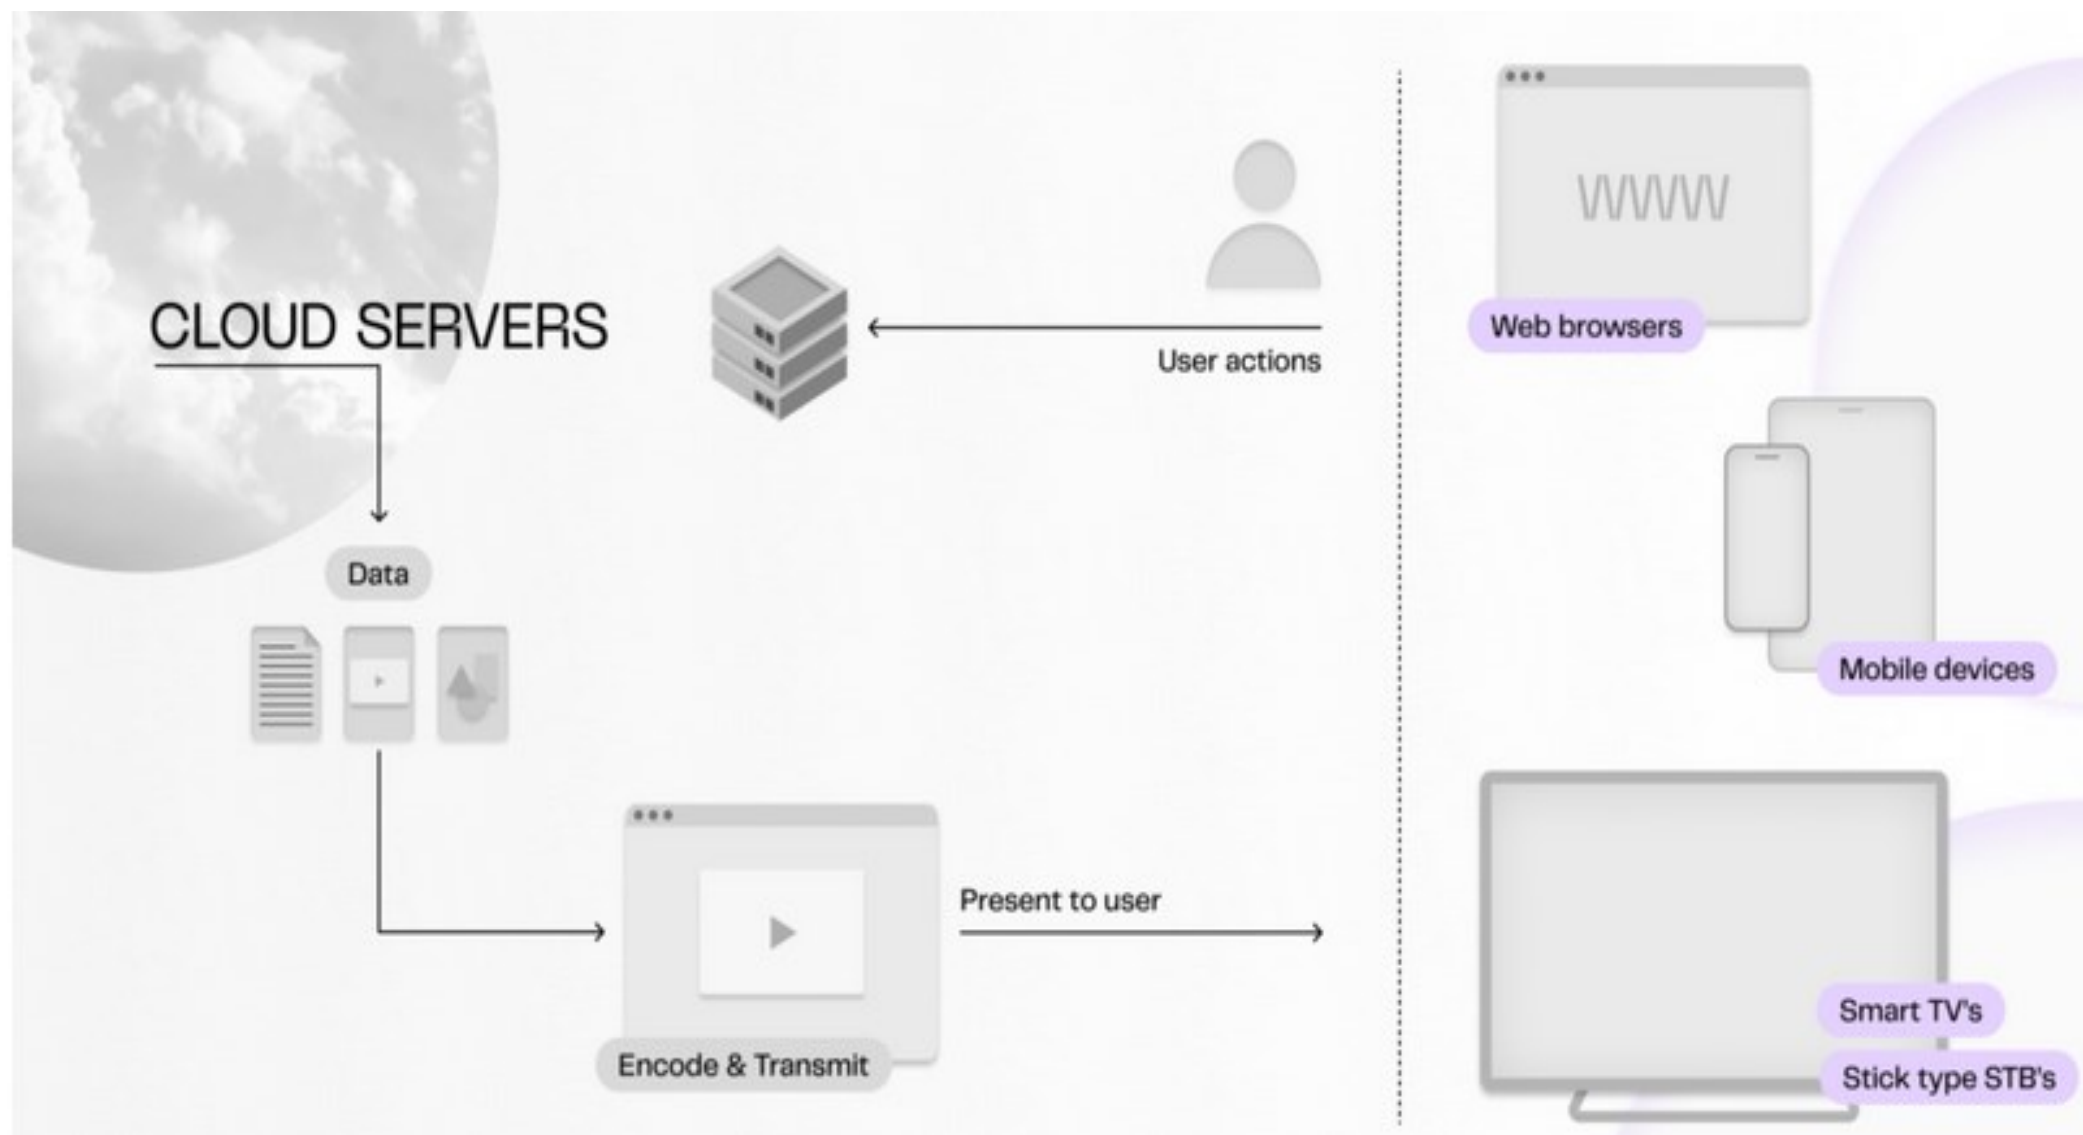 WWW
CLOUD SERVERS
Web browsers
User actions
Data
Mobile devices
Present to user
Encode & Transmit
Smart TV's
Stick type STB's